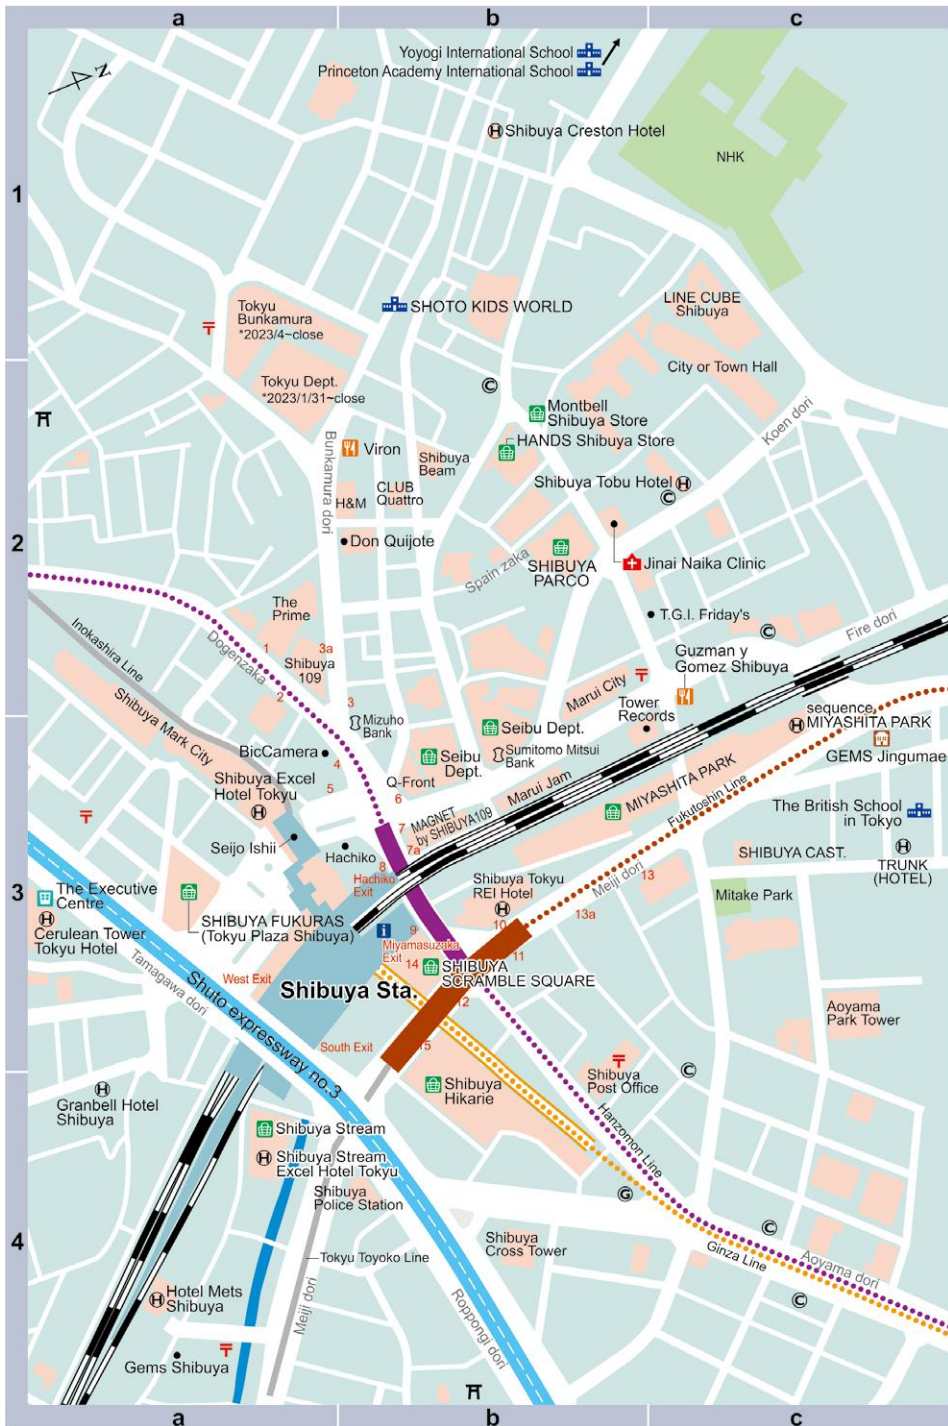 a
b
c
N
Yoyogi International School
Princeton Academy International School
H Shibuya Creston Hotel
NHK
1
Tokyu
Bunkamura
*2023/4~close
SHOTO KIDS WORLD
LINE CUBE
Shibuya
City or Town Hall
Tokyu Dept.
*2023/1/31~close
C
Montbell
Shibuya Store
HANDS Shibuya Store
Koen dori
Bunkamura dori
Viron
Shibuya
Beam
CLUB
Quattro
H&M
Shibuya Tobu Hotel H
C
2
Don Quijote
Spain zaka
SHIBUYA
PARCO
Jinai Naika Clinic
The
Prime
T.G.I. Friday's
C
Fire dori
Inokashira Line
Dogenzaka
1
3a
Shibuya
109
2
3
Guzman y
Gomez Shibuya
Marui City
Tower
Records
sequence
H MIYASHITA PARK
Shibuya Mark City
Mizuho
Bank
Seibu Dept.
Sumitomo Mitsui
Bank
GEMS Jingumae
BicCamera
4
Seibu
Dept.
Q-Front
Marui Jam
MIYASHITA PARK
Fukutoshin Line
Shibuya Excel
Hotel Tokyu
H
5
6
7
MAGNET
by SHIBUYA109
7a
The British School
in Tokyo
Seijo Ishii
Hachiko
8
Hachiko
Exit
Shibuya Tokyu
REI Hotel
H
Meiji dori
13
SHIBUYA CAST.
H
TRUNK
(HOTEL)
3
The Executive
Centre
H
Cerulean Tower
Tokyu Hotel
SHIBUYA FUKURAS
(Tokyu Plaza Shibuya)
i
9
Miyamasuzaka
Exit
10
11
13a
Mitake Park
14
SHIBUYA
SCRAMBLE SQUARE
Tamagawa dori
West Exit
Shibuya Sta.
12
Shuto expressway no.3
South Exit
15
Aoyama
Park Tower
H
Granbell Hotel
Shibuya
Shibuya
Hikarie
Shibuya
Post Office
C
Hanzomon Line
Shibuya Stream
H Shibuya Stream
Excel Hotel Tokyu
Shibuya
Police Station
G
4
Tokyu Toyoko Line
Shibuya
Cross Tower
C
Ginza Line
Aoyama dori
H Hotel Mets
Shibuya
Meiji dori
Roppongi dori
C
Gems Shibuya
a
b
c
1
2
3
4